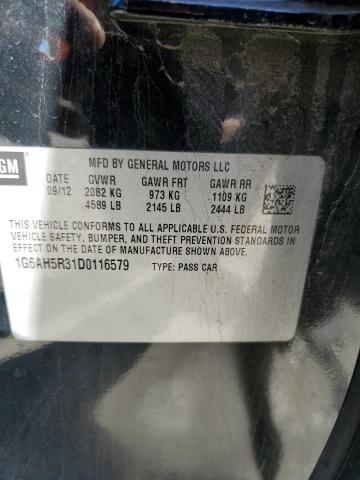 GM
MFD BY GENERAL MOTORS LLC
DATE GVWR GAWR FRT GAWR RR
09/12 2082 KG 973 KG 1109 KG
4589 LB 2145 LB 2444 LB
THIS VEHICLE CONFORMS TO ALL APPLICABLE U.S. FEDERAL MOTOR
VEHICLE SAFETY, BUMPER, AND THEFT PREVENTION STANDARDS IN
EFFECT ON THE DATE OF MANUFACTURE SHOWN ABOVE.
1G6AH5R31D0116579 TYPE: PASS CAR